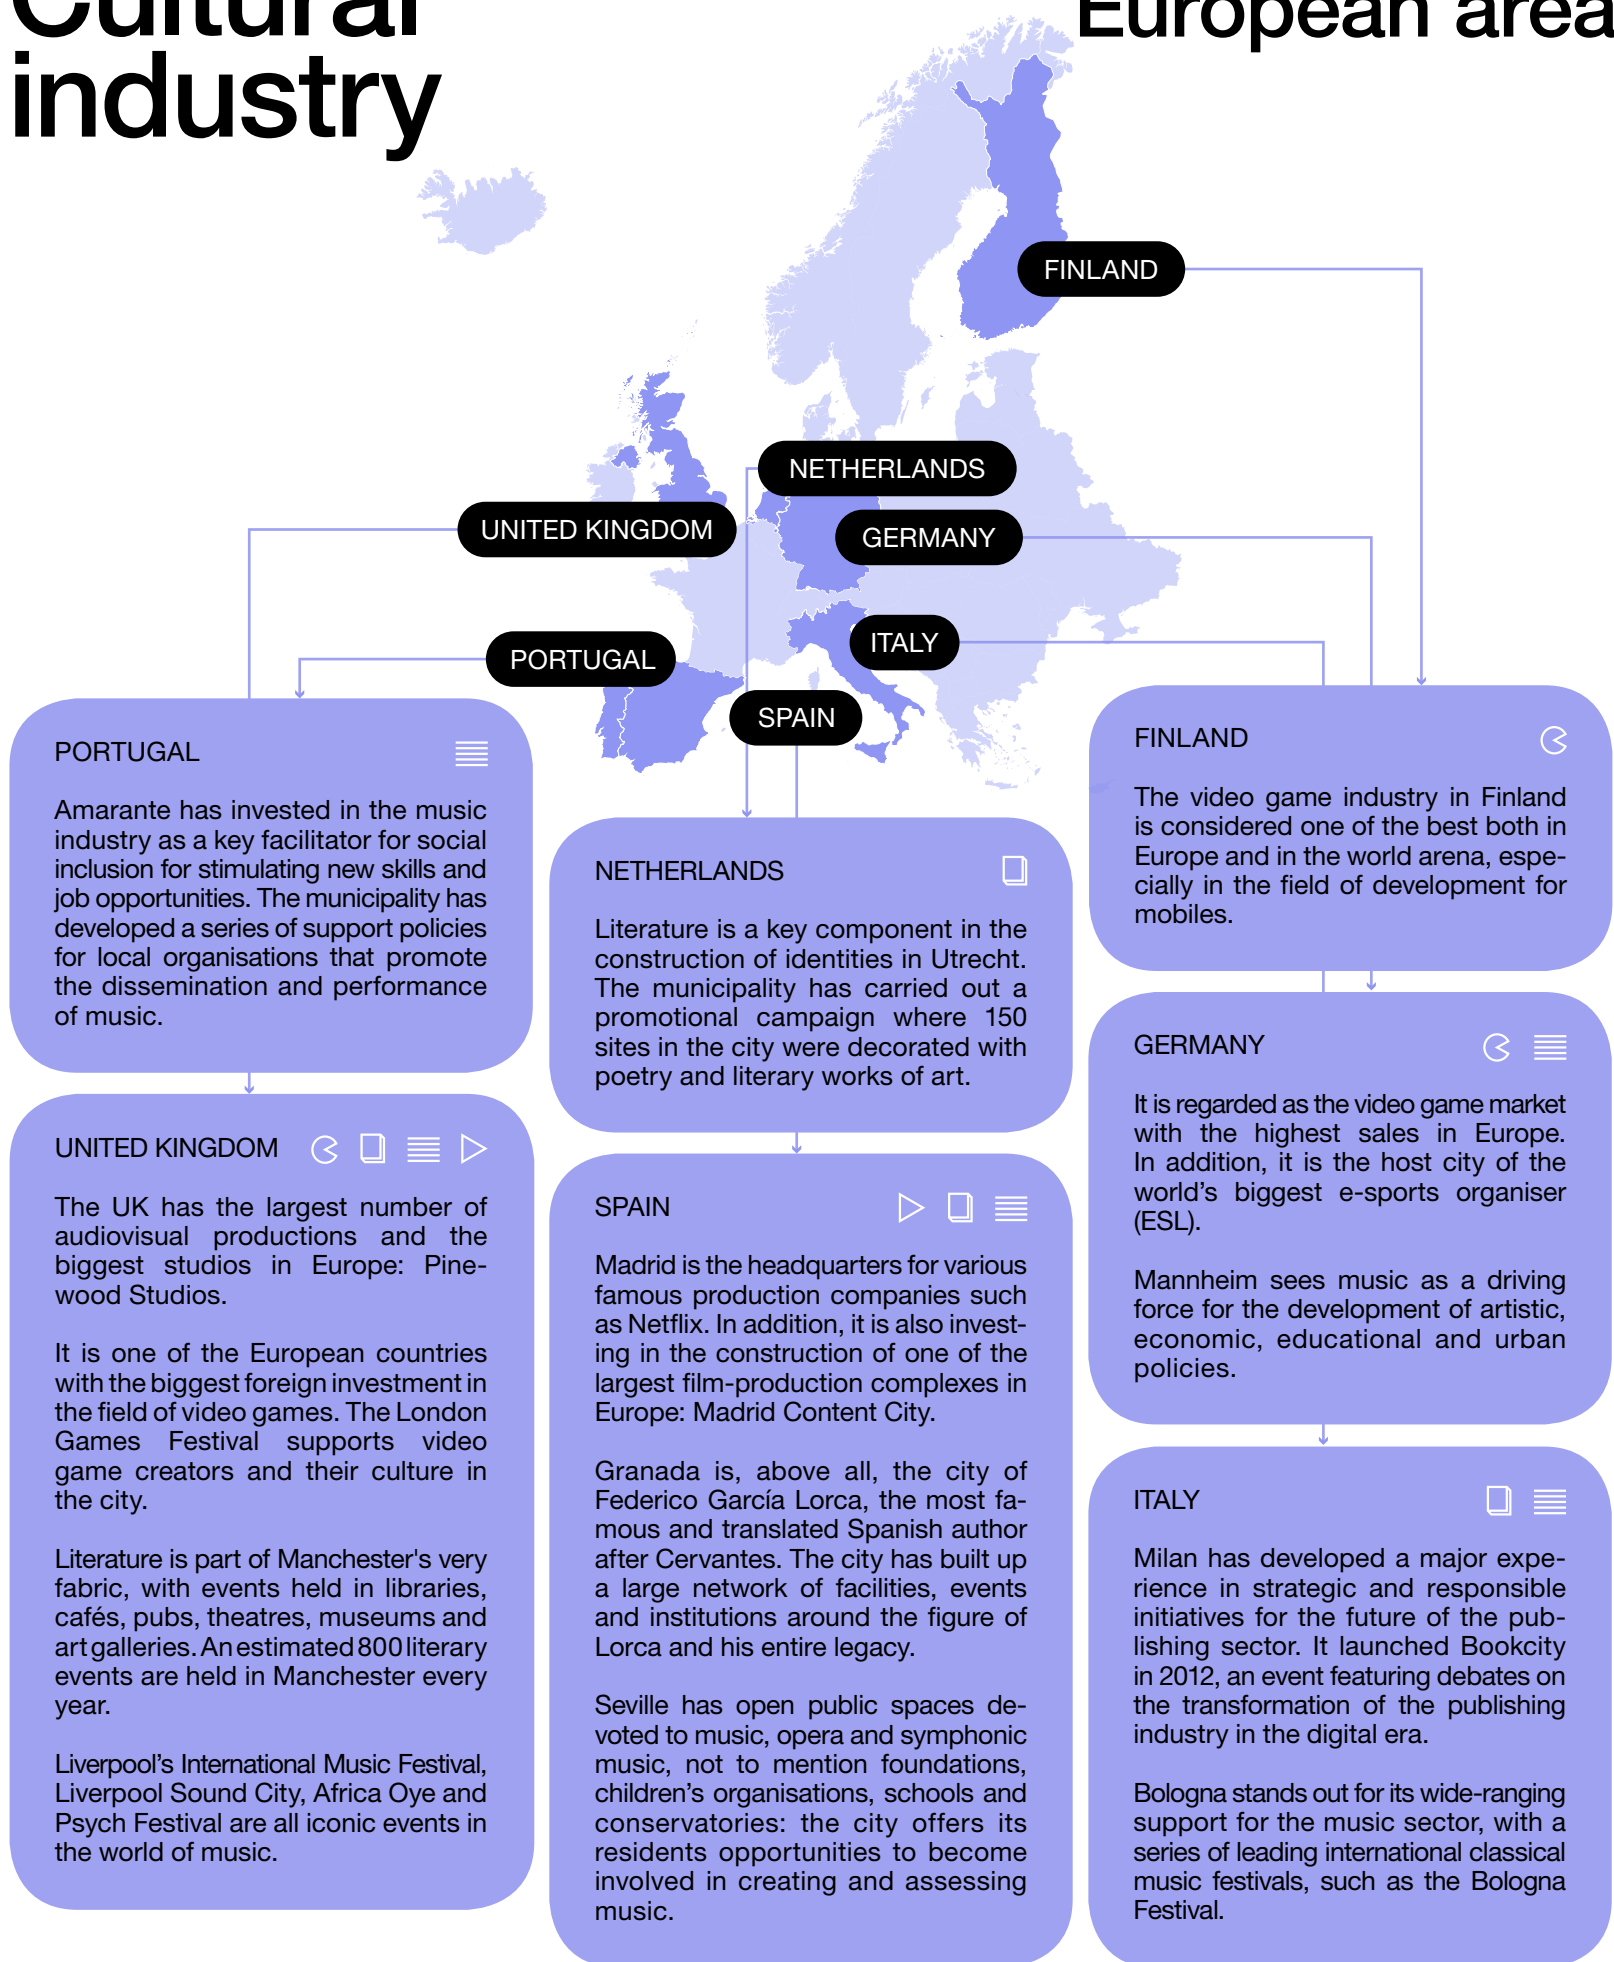 Cultural
industry
European area
FINLAND
NETHERLANDS
UNITED KINGDOM
GERMANY
ITALY
PORTUGAL
SPAIN
PORTUGAL
Amarante has invested in the music
industry as a key facilitator for social
inclusion for stimulating new skills and
job opportunities. The municipality has
developed a series of support policies
for local organisations that promote
the dissemination and performance
of music.
UNITED KINGDOM
The UK has the largest number of
audiovisual productions and the
biggest studios in Europe: Pine-
wood Studios.
It is one of the European countries
with the biggest foreign investment in
the field of video games. The London
Games Festival supports video
game creators and their culture in
the city.
Literature is part of Manchester's very
fabric, with events held in libraries,
cafés, pubs, theatres, museums and
art galleries. An estimated 800 literary
events are held in Manchester every
year.
Liverpool’s International Music Festival,
Liverpool Sound City, Africa Oye and
Psych Festival are all iconic events in
the world of music.
NETHERLANDS
Literature is a key component in the
construction of identities in Utrecht.
The municipality has carried out a
promotional campaign where 150
sites in the city were decorated with
poetry and literary works of art.
SPAIN
Madrid is the headquarters for various
famous production companies such
as Netflix. In addition, it is also invest-
ing in the construction of one of the
largest film-production complexes in
Europe: Madrid Content City.
Granada is, above all, the city of
Federico García Lorca, the most fa-
mous and translated Spanish author
after Cervantes. The city has built up
a large network of facilities, events
and institutions around the figure of
Lorca and his entire legacy.
Seville has open public spaces de-
voted to music, opera and symphonic
music, not to mention foundations,
children’s organisations, schools and
conservatories: the city offers its
residents opportunities to become
involved in creating and assessing
music.
FINLAND
The video game industry in Finland
is considered one of the best both in
Europe and in the world arena, espe-
cially in the field of development for
mobiles.
GERMANY
It is regarded as the video game market
with the highest sales in Europe.
In addition, it is the host city of the
world’s biggest e-sports organiser
(ESL).
Mannheim sees music as a driving
force for the development of artistic,
economic, educational and urban
policies.
ITALY
Milan has developed a major expe-
rience in strategic and responsible
initiatives for the future of the pub-
lishing sector. It launched Bookcity
in 2012, an event featuring debates on
the transformation of the publishing
industry in the digital era.
Bologna stands out for its wide-ranging
support for the music sector, with a
series of leading international classical
music festivals, such as the Bologna
Festival.